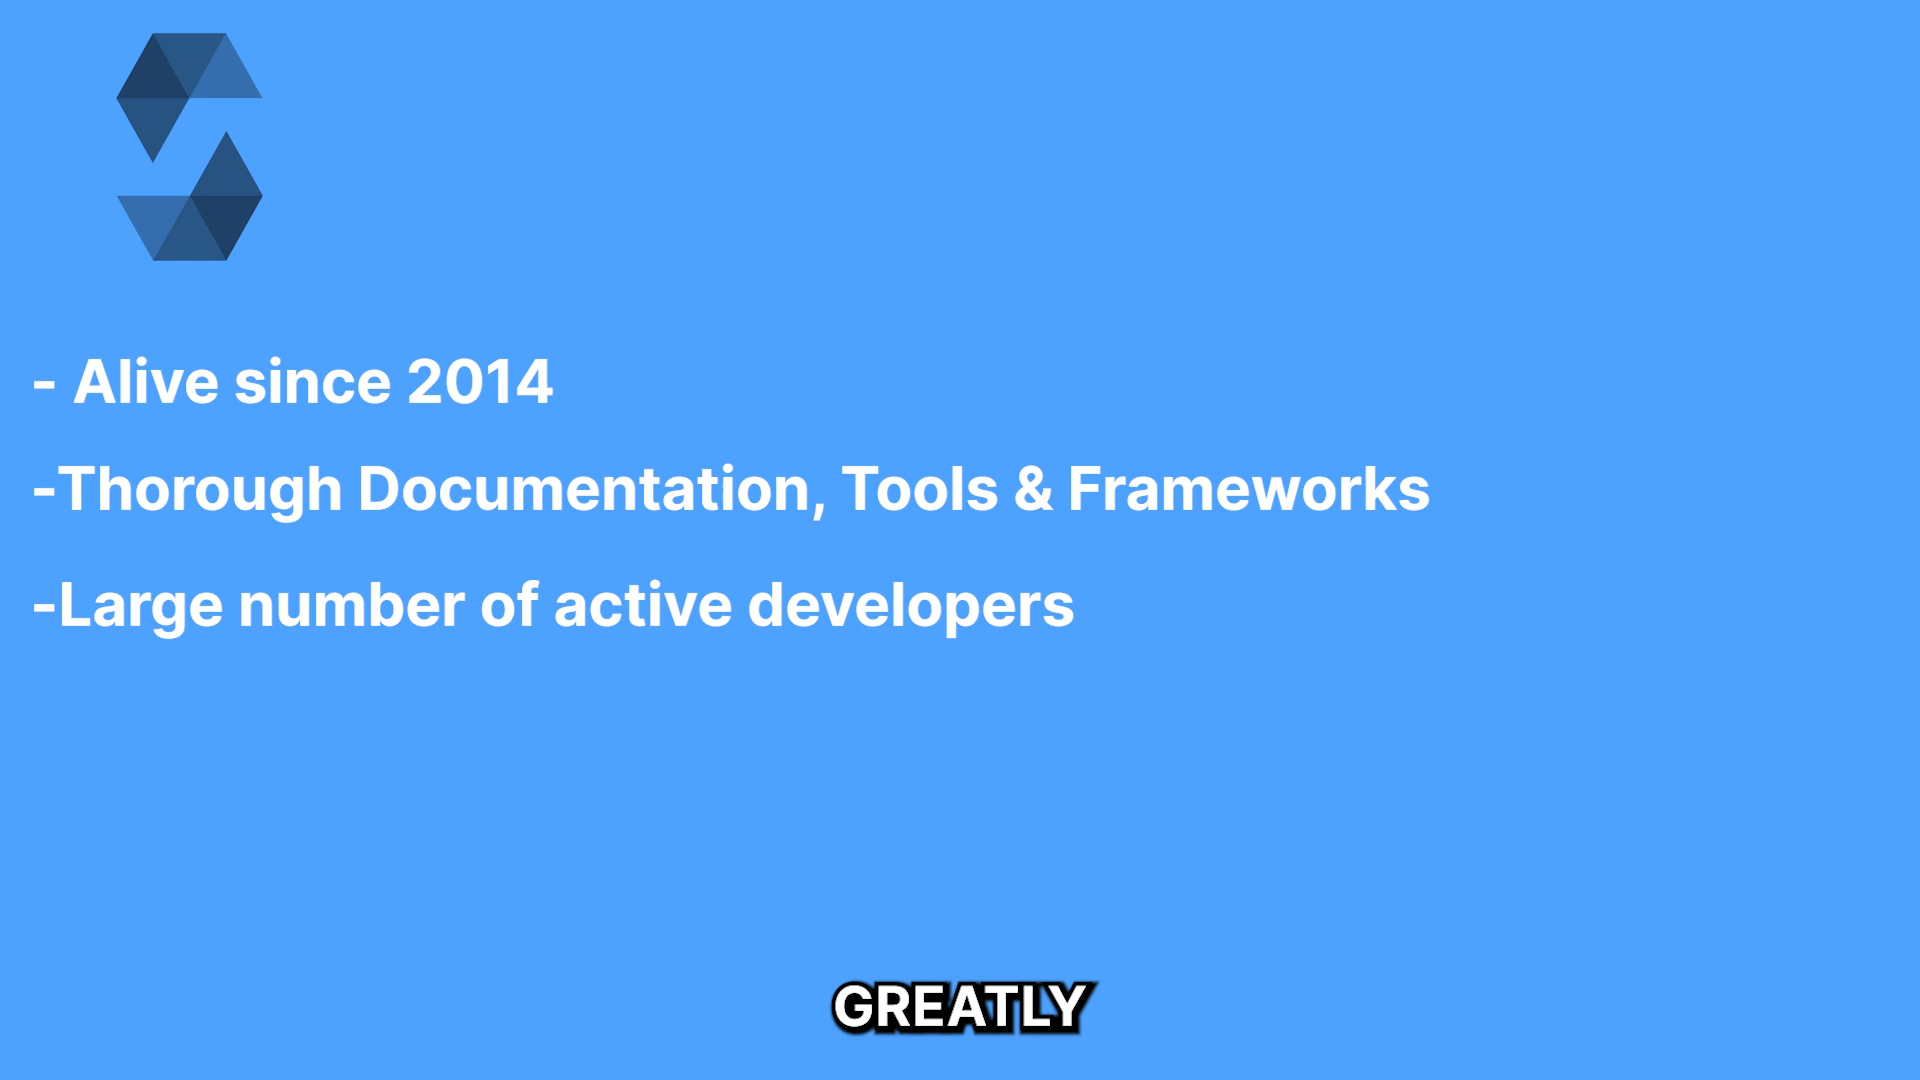 - Alive since 2014
-Thorough Documentation, Tools & Frameworks
-Large number of active developers
GREATLY